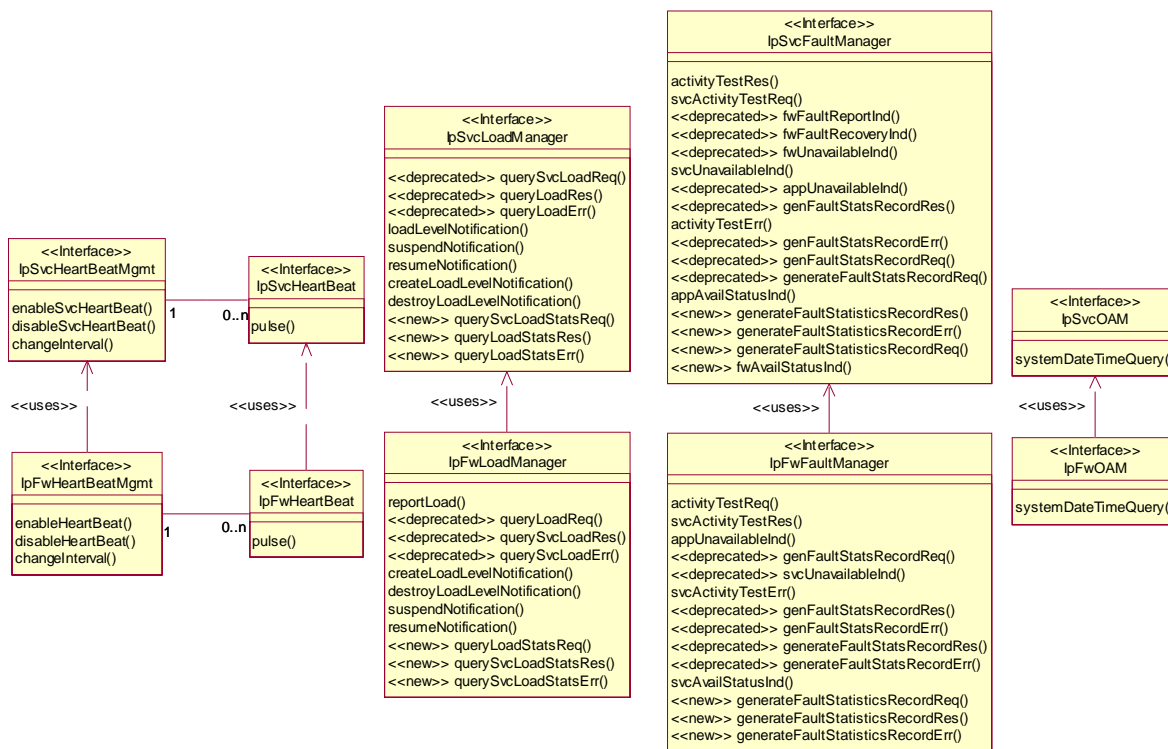 <<Interface>>
IpSvcHeartBeatMgmt
enableSvcHeartBeat()
disableSvcHeartBeat()
changeInterval()
1
0..n
<<Interface>>
IpSvcHeartBeat
pulse()
<<uses>>
<<uses>>
<<Interface>>
IpFwHeartBeatMgmt
enableHeartBeat()
disableHeartBeat()
changeInterval()
1
0..n
<<Interface>>
IpFwHeartBeat
pulse()
<<Interface>>
IpSvcLoadManager
<<deprecated>> querySvcLoadReq()
<<deprecated>> queryLoadRes()
<<deprecated>> queryLoadErr()
loadLevelNotification()
suspendNotification()
resumeNotification()
createLoadLevelNotification()
destroyLoadLevelNotification()
<<new>> querySvcLoadStatsReq()
<<new>> queryLoadStatsRes()
<<new>> queryLoadStatsErr()
<<uses>>
<<Interface>>
IpFwLoadManager
reportLoad()
<<deprecated>> queryLoadReq()
<<deprecated>> querySvcLoadRes()
<<deprecated>> querySvcLoadErr()
createLoadLevelNotification()
destroyLoadLevelNotification()
suspendNotification()
resumeNotification()
<<new>> queryLoadStatsReq()
<<new>> querySvcLoadStatsRes()
<<new>> querySvcLoadStatsErr()
<<Interface>>
IpSvcFaultManager
activityTestRes()
svcActivityTestReq()
<<deprecated>> fwFaultReportInd()
<<deprecated>> fwFaultRecoveryInd()
<<deprecated>> fwUnavailableInd()
svcUnavailableInd()
<<deprecated>> appUnavailableInd()
<<deprecated>> genFaultStatsRecordRes()
activityTestErr()
<<deprecated>> genFaultStatsRecordErr()
<<deprecated>> genFaultStatsRecordReq()
<<deprecated>> generateFaultStatsRecordReq()
appAvailStatusInd()
<<new>> generateFaultStatisticsRecordRes()
<<new>> generateFaultStatisticsRecordErr()
<<new>> generateFaultStatisticsRecordReq()
<<new>> fwAvailStatusInd()
<<uses>>
<<Interface>>
IpFwFaultManager
activityTestReq()
svcActivityTestRes()
appUnavailableInd()
<<deprecated>> genFaultStatsRecordReq()
<<deprecated>> svcUnavailableInd()
svcActivityTestErr()
<<deprecated>> genFaultStatsRecordRes()
<<deprecated>> genFaultStatsRecordErr()
<<deprecated>> generateFaultStatsRecordRes()
<<deprecated>> generateFaultStatsRecordErr()
svcAvailStatusInd()
<<new>> generateFaultStatisticsRecordReq()
<<new>> generateFaultStatisticsRecordRes()
<<new>> generateFaultStatisticsRecordErr()
<<Interface>>
IpSvcOAM
systemDateTimeQuery(
<<uses>>
<<Interface>>
IpFwOAM
systemDateTimeQuery(